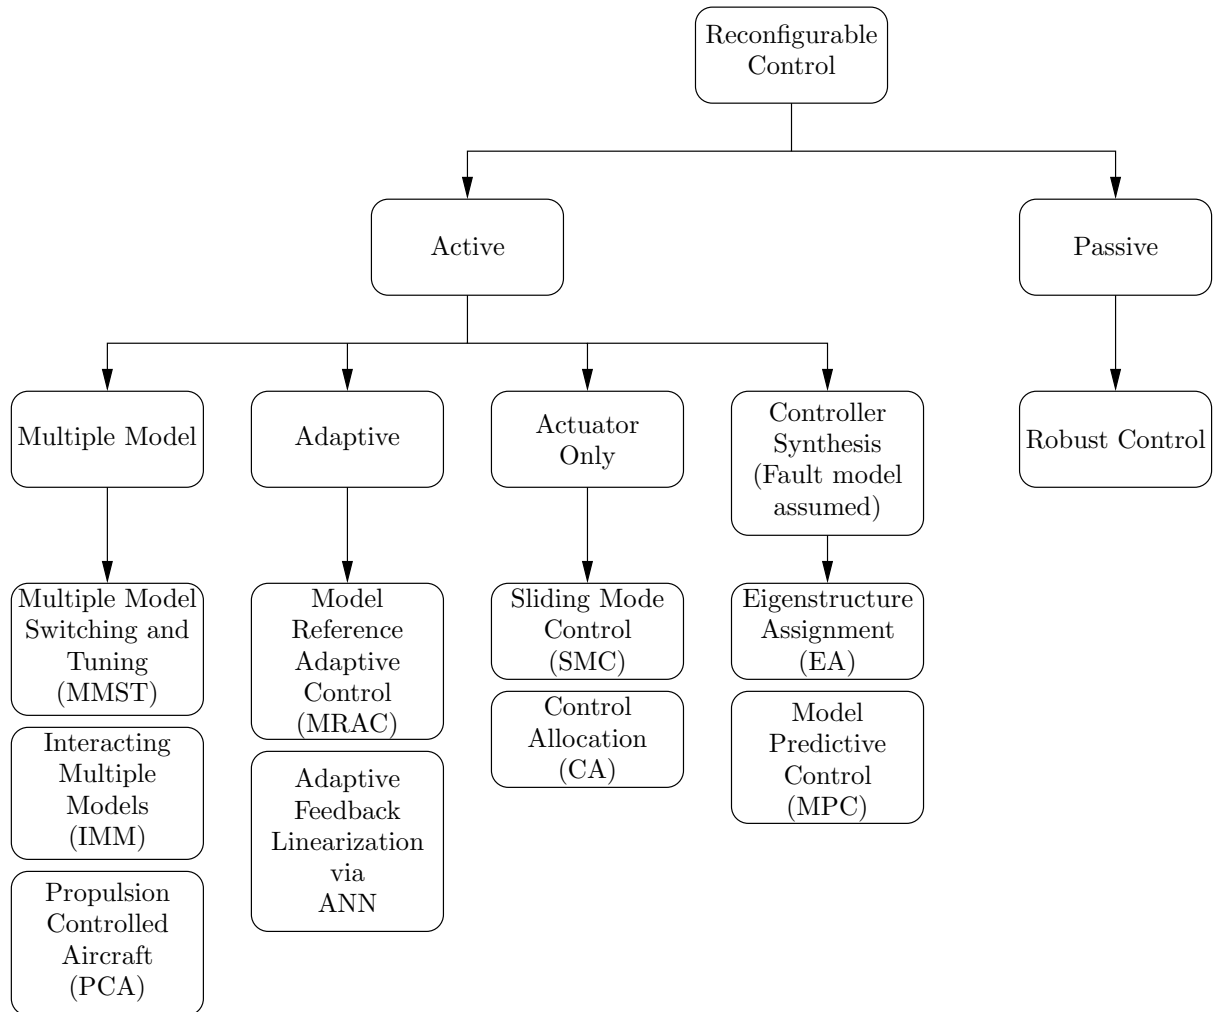 Reconfigurable
Control
Active
Passive
Multiple Model
Adaptive
Actuator
Only
Controller
Synthesis
(Fault model
assumed)
Robust Control
Multiple Model
Switching and
Tuning
(MMST)
Interacting
Multiple
Models
(IMM)
Propulsion
Controlled
Aircraft
(PCA)
Model
Reference
Adaptive
Control
(MRAC)
Adaptive
Feedback
Linearization
via
ANN
Sliding Mode
Control
(SMC)
Control
Allocation
(CA)
Eigenstructure
Assignment
(EA)
Model
Predictive
Control
(MPC)